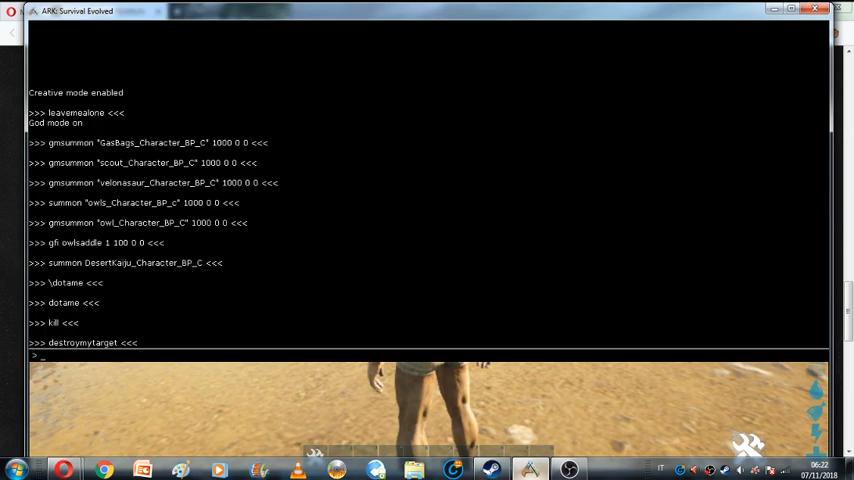 ARK: Survival Evolved
Creative mode enabled
>>> leavemealone <<<
God mode on
>>> gmsummon "GasBags_Character_BP_C" 1000 0 0 <<<
>>> gmsummon "scout_Character_BP_C" 1000 0 0 <<<
>>> gmsummon "velonasaur_Character_BP_C" 1000 0 0 <<<
>>> summon "owls_Character_BP_c" 1000 0 0 <<<
>>> gmsummon "owl_Character_BP_C" 1000 0 0 <<<
>>> gfi owlsaddle 1 100 0 0 <<<
>>> summon DesertKaiju_Character_BP_C <<<
>>> \dotame <<<
>>> dotame <<<
>>> kill <<<
>>> destroymytarget <<<
> _
IT
06:22
07/11/2018